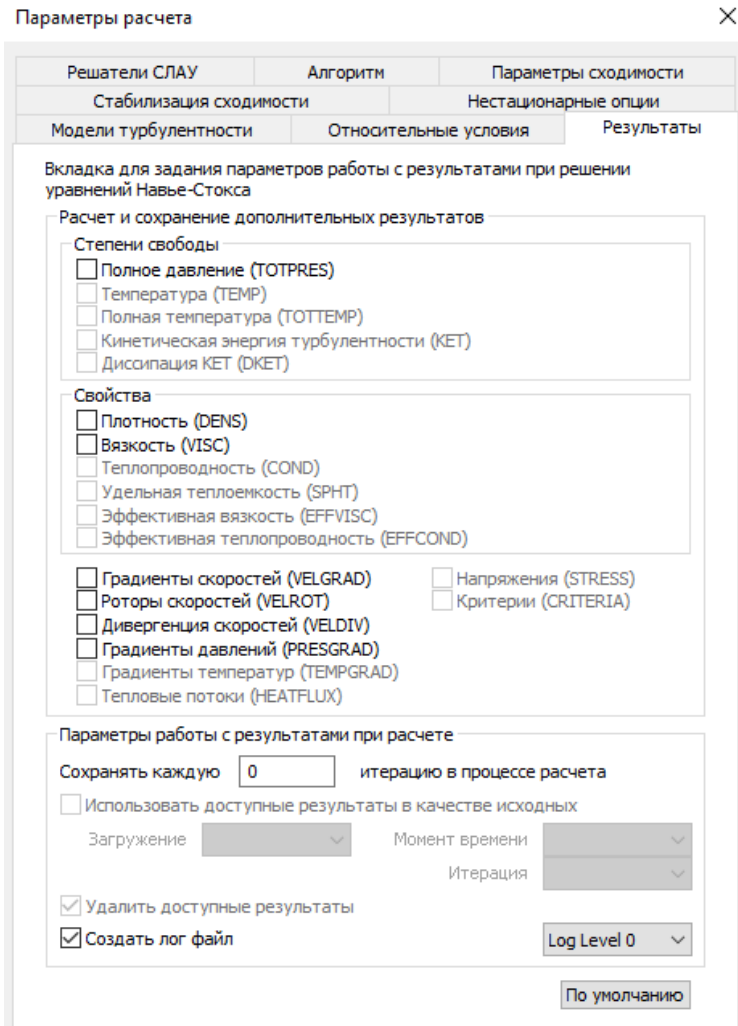 Параметры расчета
Решатели СЛАУ
Алгоритм
Параметры сходимости
Стабилизация сходимости
Нестационарные опции
Модели турбулентности
Относительные условия
Результаты
Вкладка для задания параметров работы с результатами при решении
уравнений Навье-Стокса
Расчет и сохранение дополнительных результатов
Степени свободы
Полное давление (TOTPRES)
Температура (TEMP)
Полная температура (TOTTEMP)
Кинетическая энергия турбулентности (KET)
Диссипация КЕТ (DKET)
Свойства
Плотность (DENS)
Вязкость (VISC)
Теплопроводность (COND)
Удельная теплоемкость (SPHT)
Эффективная вязкость (EFFVISC)
Эффективная теплопроводность (EFFCOND)
Градиенты скоростей (VELGRAD)
Напряжения (STRESS)
Роторы скоростей (VELROT)
Критерии (CRITERIA)
Дивергенция скоростей (VELDIV)
Градиенты давлений (PRESGRAD)
Градиенты температур (TEMPGRAD)
Тепловые потоки (HEATFLUX)
Параметры работы с результатами при расчете
Сохранять каждую 0 итерацию в процессе расчета
Использовать доступные результаты в качестве исходных
Загружение
Момент времени
Итерация
Удалить доступные результаты
Создать лог файл
Log Level 0
По умолчанию